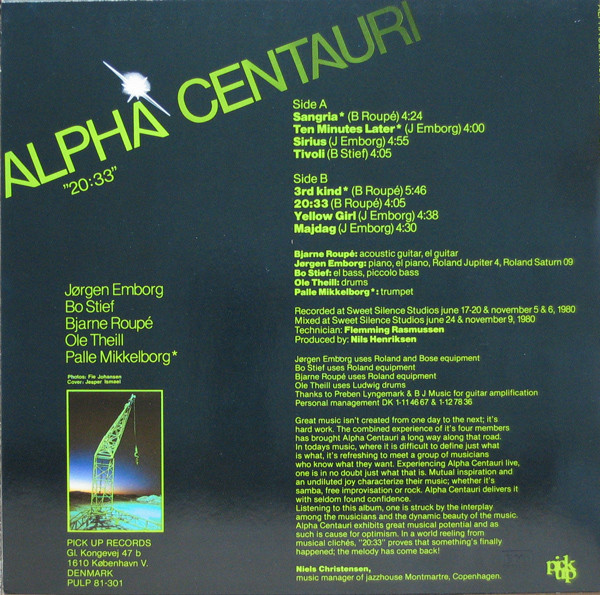 ALPHA CENTAURI
"20:33"
Side A
Sangria* (B Roupé) 4:24
Ten Minutes Later* (J Emborg) 4:00
Sirius (J Emborg) 4:55
Tivoli (B Stief) 4:05
Side B
3rd kind* (B Roupé) 5:46
20:33 (B Roupé) 4:05
Yellow Girl (J Emborg) 4:38
Majdag (J Emborg) 4:30
Bjarne Roupé: acoustic guitar, el guitar
Jørgen Emborg: piano, el piano, Roland Jupiter 4, Roland Saturn 09
Bo Stief: el bass, piccolo bass
Ole Theill: drums
Palle Mikkelborg*: trumpet
Recorded at Sweet Silence Studios june 17-20 & november 5 & 6, 1980
Mixed at Sweet Silence Studios june 24 & november 9, 1980
Technician: Flemming Rasmussen
Produced by: Nils Henriksen
Jørgen Emborg uses Roland and Bose equipment
Bo Stief uses Roland equipment
Bjarne Roupé uses Roland equipment
Ole Theill uses Ludwig drums
Thanks to Preben Lyngemark & B J Music for guitar amplification
Personal management DK 1-11 46 67 & 1-12 78 36
Great music isn't created from one day to the next; it's
hard work. The combined experience of it's four members
has brought Alpha Centauri a long way along that road.
In todays music, where it is difficult to define just what
is what, it's refreshing to meet a group of musicians
who know what they want. Experiencing Alpha Centauri live,
one is in no doubt just what that is. Mutual inspiration and
an undiluted joy characterize their music; whether it's
samba, free improvisation or rock. Alpha Centauri delivers it
with seldom found confidence.
Listening to this album, one is struck by the interplay
among the musicians and the dynamic beauty of the music.
Alpha Centauri exhibits great musical potential and as
such is cause for optimism. In a world reeling from
musical clichés, "20:33" proves that something's finally
happened; the melody has come back!
Niels Christensen,
music manager of jazzhouse Montmartre, Copenhagen.
Jørgen Emborg
Bo Stief
Bjarne Roupé
Ole Theill
Palle Mikkelborg*
Photos: Fie Johansen
Cover: Jesper Ismael
PICK UP RECORDS
Gl. Kongevej 47 b
1610 København V.
DENMARK
PULP 81-301
pick up